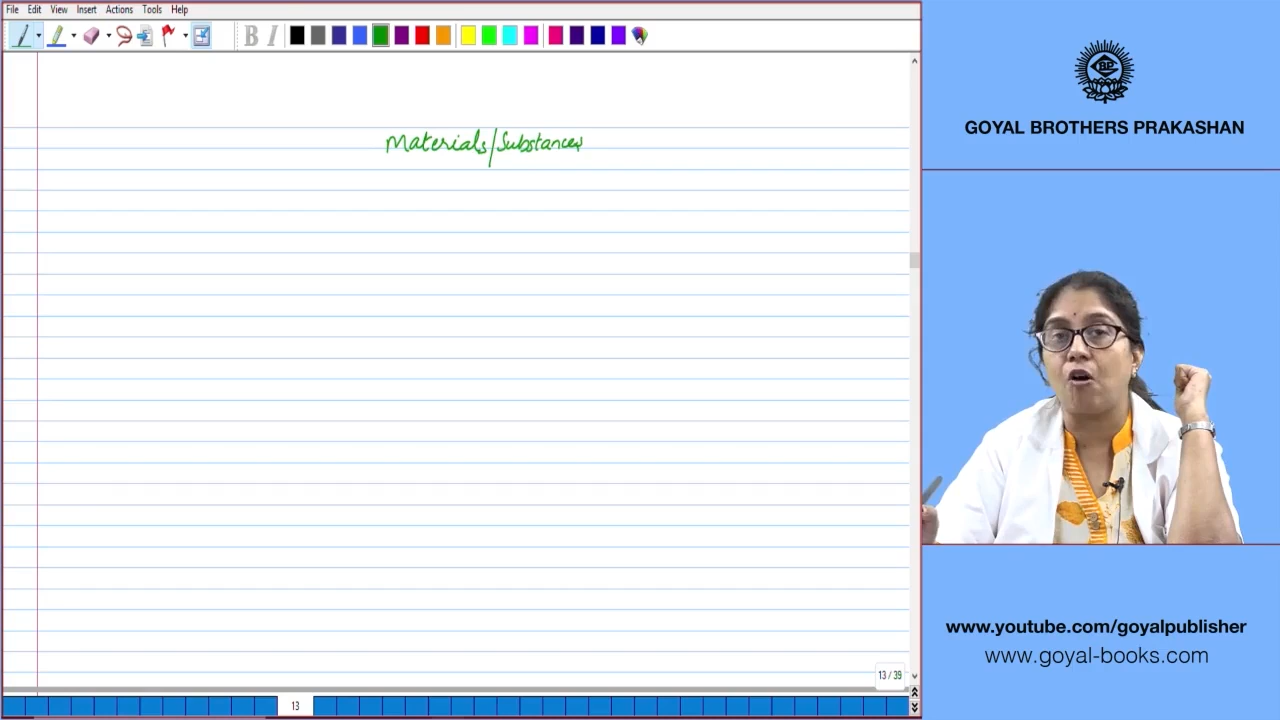 File Edit View Insert Actions Tools Help
B I
GBP
GOYAL BROTHERS PRAKASHAN
Materials/Substances
www.youtube.com/goyalpublisher
www.goyal-books.com
13 / 39
13